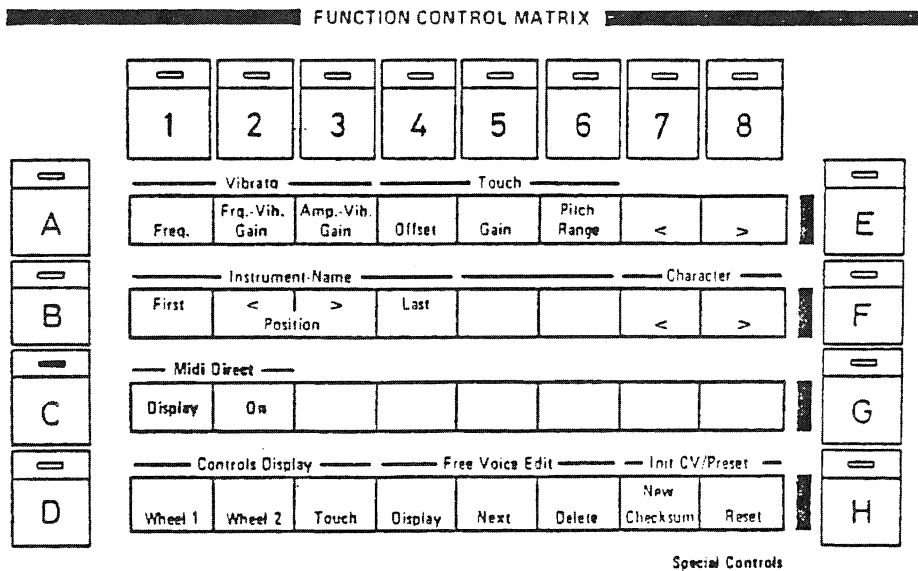 FUNCTION CONTROL MATRIX
1 2 3 4 5 6 7 8
A
Vibrato Touch
Freq. Frq.-Vib. Gain Amp.-Vib. Gain Offset Gain Pitch Range < >
E
B
Instrument-Name Character
First < > Position Last < >
F
C
Midi Direct
Display On
G
D
Controls Display Free Voice Edit Init CV/Preset
Wheel 1 Wheel 2 Touch Display Next Delete New Checksum Reset
H
Special Controls